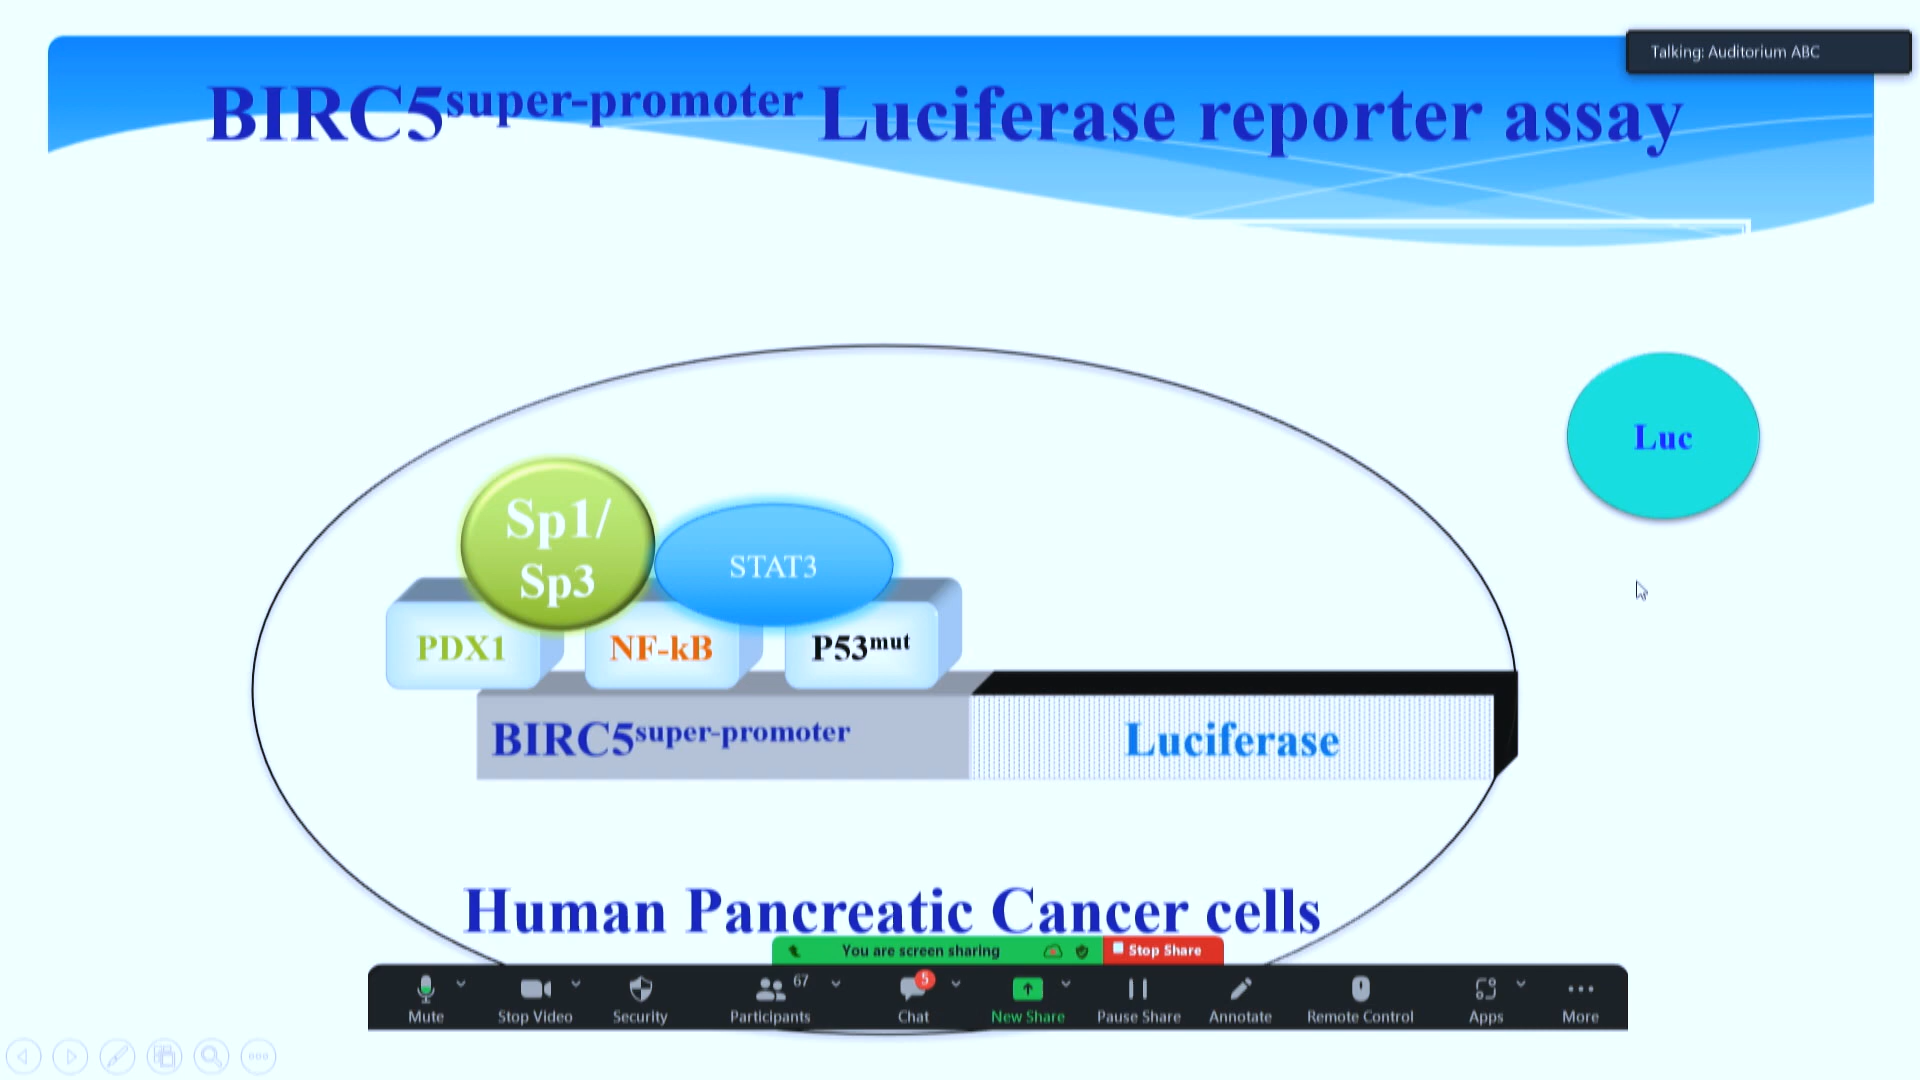 Talking: Auditorium ABC
BIRC5super-promoter Luciferase reporter assay
Luc
Sp1/
Sp3
STAT3
PDX1
NF-kB
P53mut
BIRC5super-promoter
Luciferase
Human Pancreatic Cancer cells
You are screen sharing
Stop Share
67
5
Mute
Stop Video
Security
Participants
Chat
New Share
Pause Share
Annotate
Remote Control
Apps
More